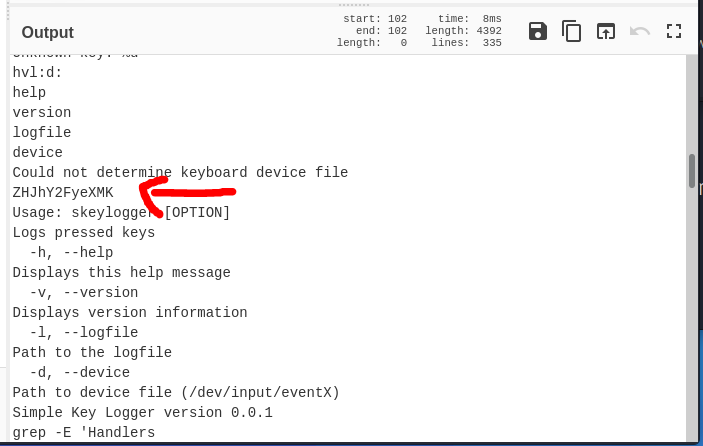 Output
start: 102
end: 102
length: 0
time: 8ms
length: 4392
lines: 335
hvl:d:
help
version
logfile
device
Could not determine keyboard device file
ZHJhY2FyeXMK
Usage: skeylogger [OPTION]
Logs pressed keys
-h, --help
Displays this help message
-v, --version
Displays version information
-l, --logfile
Path to the logfile
-d, --device
Path to device file (/dev/input/eventX)
Simple Key Logger version 0.0.1
grep -E 'Handlers